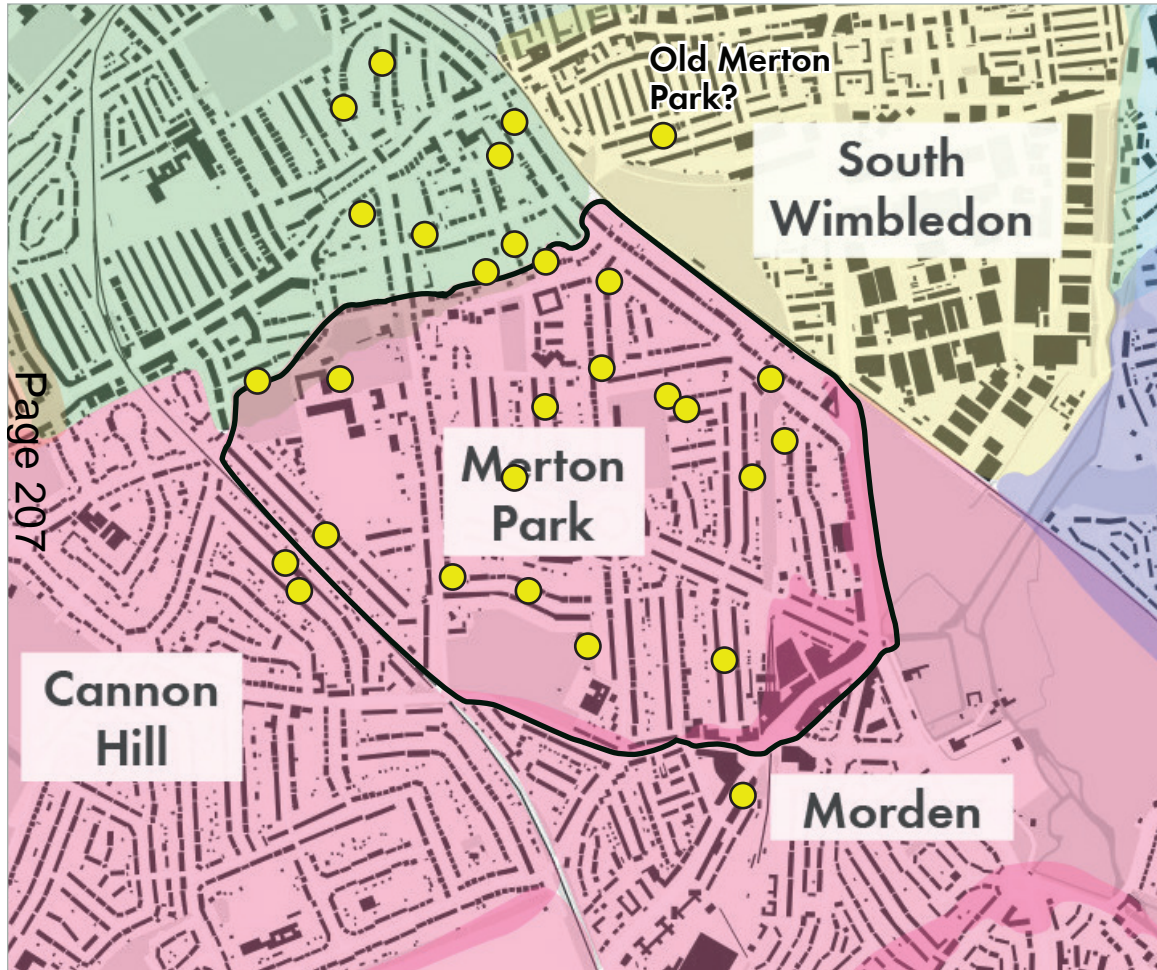 Old Merton
Park?
South
Wimbledon
Page 207
Merton
Park
Cannon
Hill
Morden